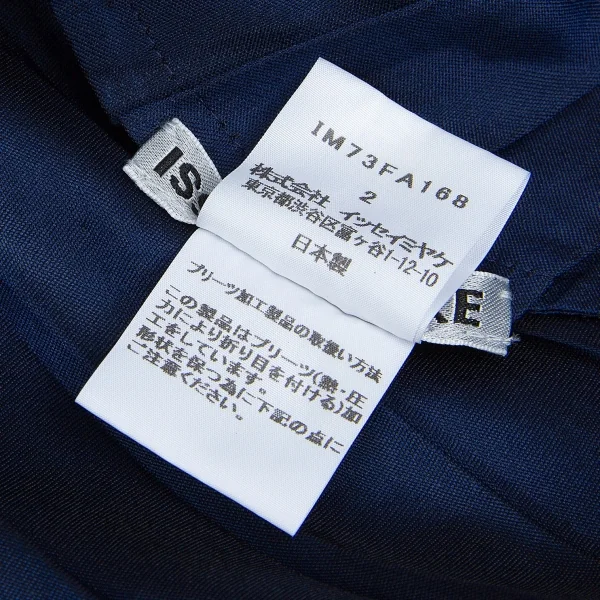 IM73FA168
2
株式会社 イッセイミヤケ
東京都渋谷区富ヶ谷1-12-10
日本製
プリーツ加工製品の取扱い方法
この製品はプリーツ(熱・圧
力により折り目を付ける)加
工をしています。
形状を保つ為に下記の点に
ご注意ください。
IS
KE